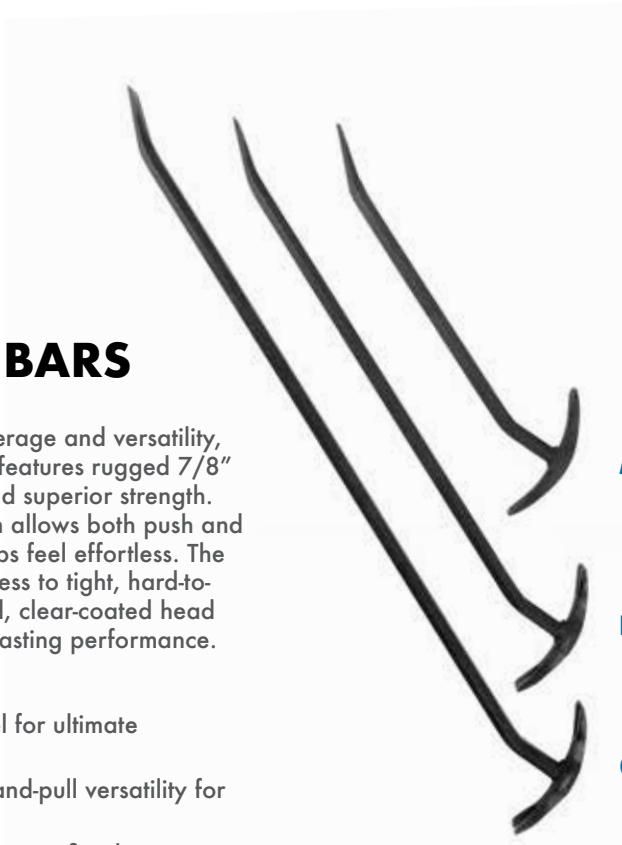 BARS
erage and versatility,
features rugged 7/8”
d superior strength.
n allows both push and
bs feel effortless. The
ess to tight, hard-to-
l, clear-coated head
asting performance.
l for ultimate
and-pull versatility for